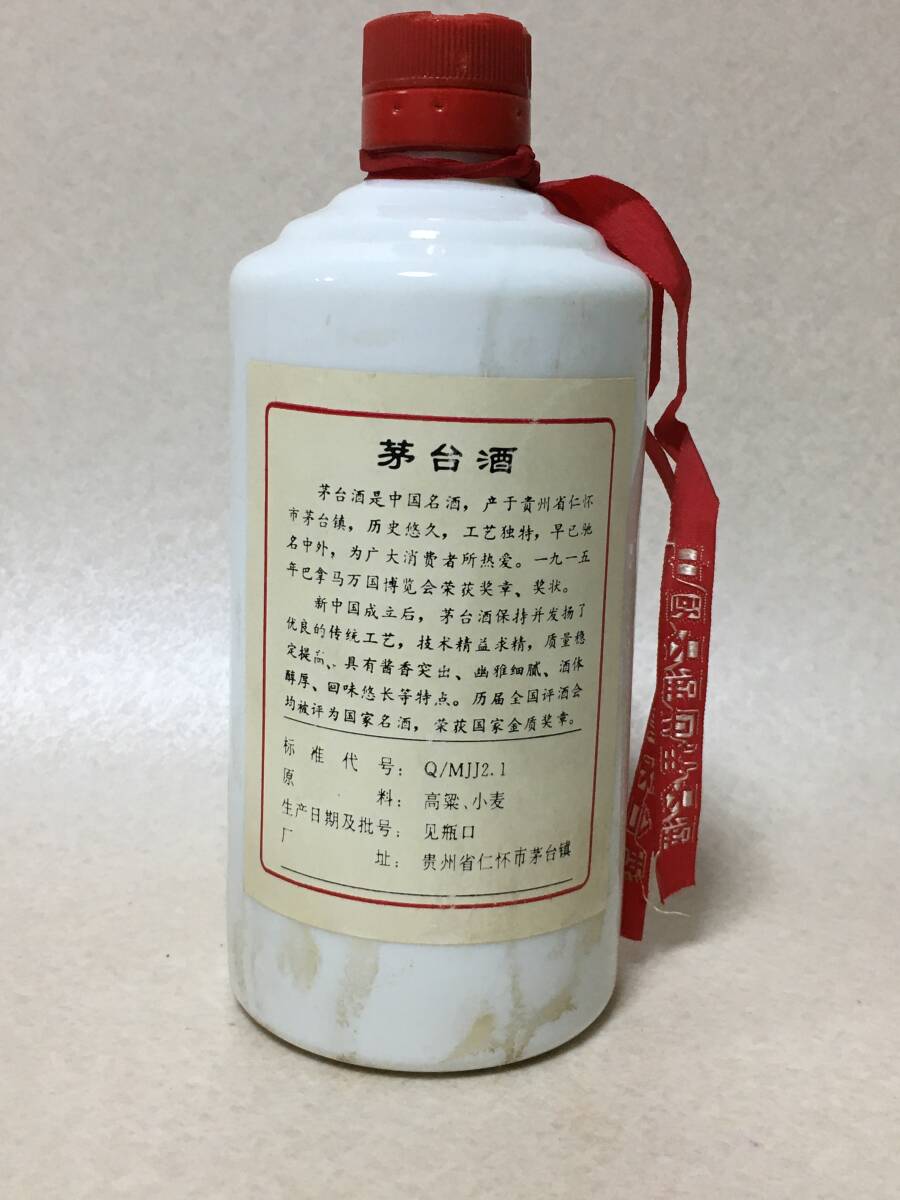 茅台酒
茅台酒是中国名酒，产于贵州省仁怀
市茅台镇，历史悠久，工艺独特，早已驰
名中外，为广大消费者所热爱。一九一五
年巴拿马万国博览会荣获奖章、奖状。
新中国成立后，茅台酒保持并发扬了
优良的传统工艺，技术精益求精，质量稳
定提高、具有酱香突出、幽雅细腻、酒体
醇厚、回味悠长等特点。历届全国评酒会
均被评为国家名酒，荣获国家金质奖章。
标准代号：Q/MJJ2.1
原料：高粱、小麦
生产日期及批号：见瓶口
厂址：贵州省仁怀市茅台镇